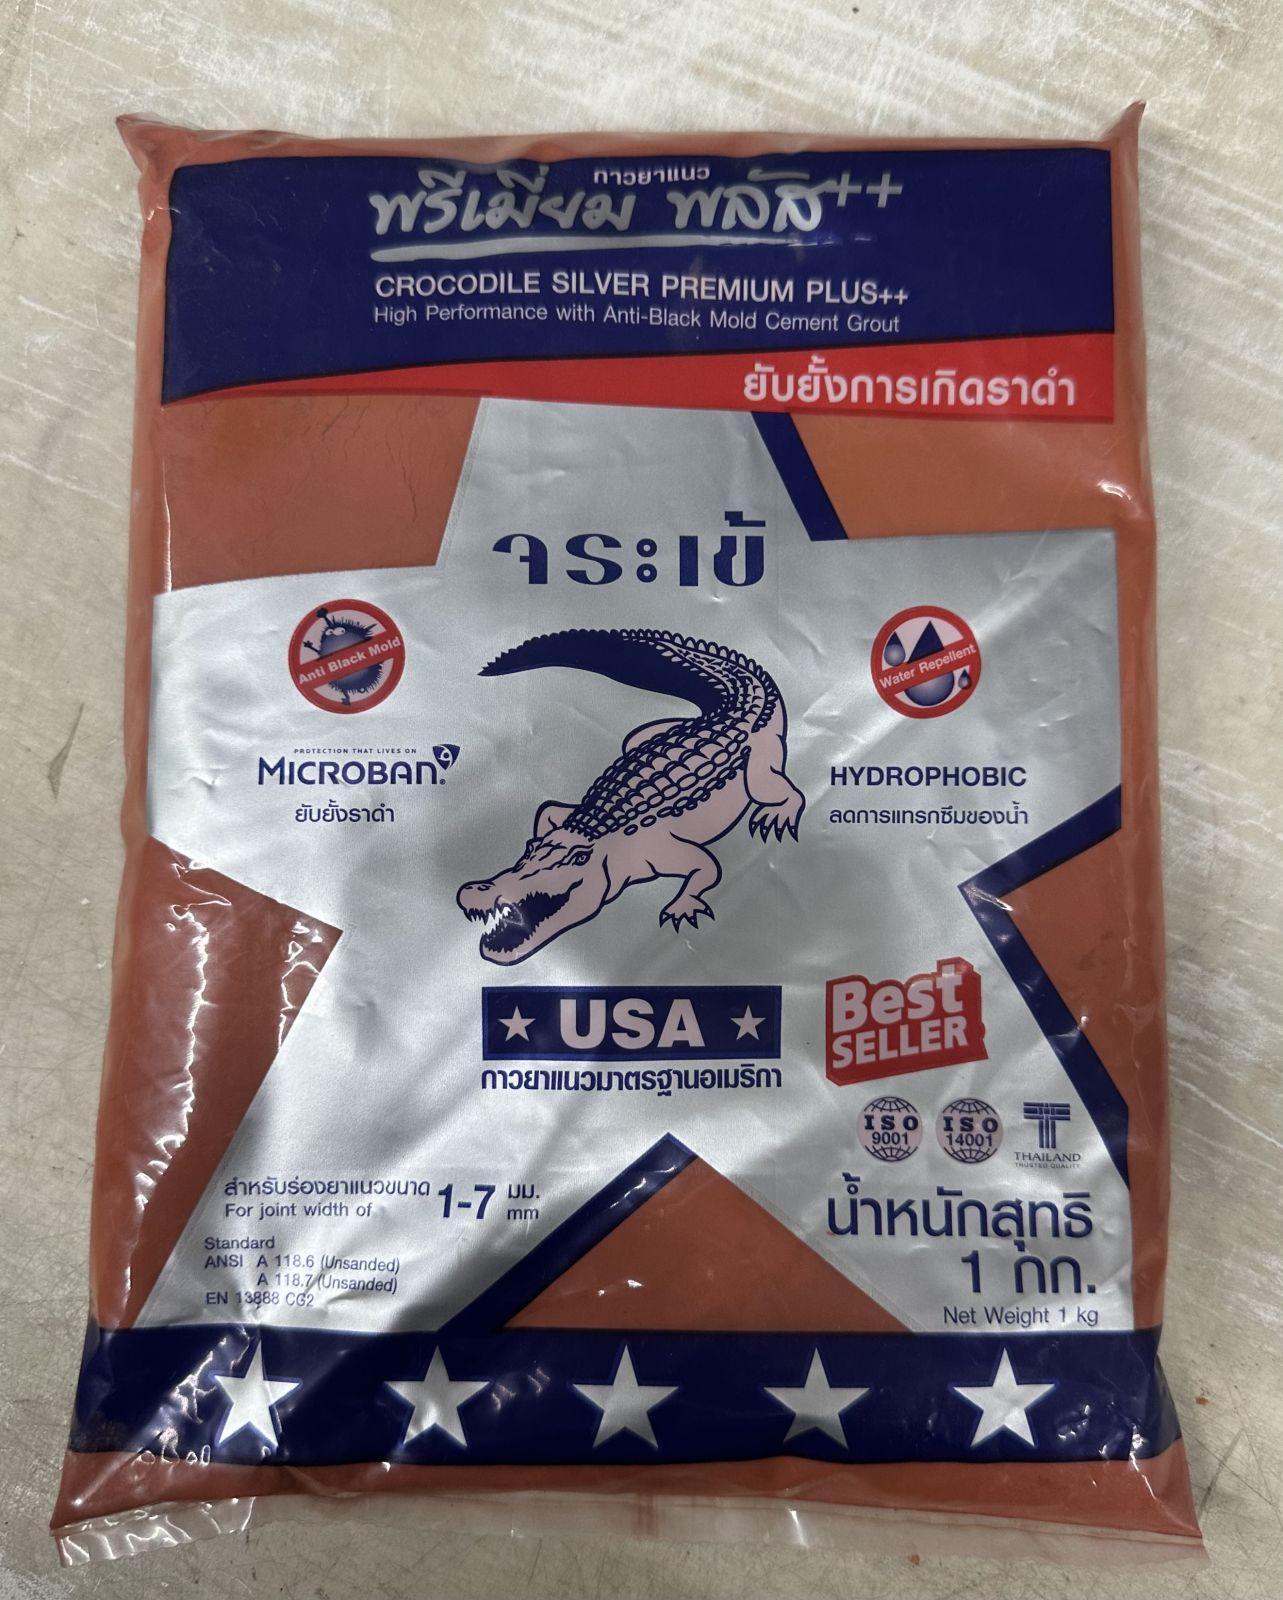 กาวยาแนว
พรีเมี่ยม พลัส++
CROCODILE SILVER PREMIUM PLUS++
High Performance with Anti-Black Mold Cement Grout
ยับยั้งการเกิดราดำ
จระเข้
Anti Black Mold
Water Repellent
PROTECTION THAT LIVES ON
MICROBAN®
ยับยั้งราดำ
HYDROPHOBIC
ลดการแทรกซึมของน้ำ
USA
กาวยาแนวมาตรฐานอเมริกา
Best
SELLER
ISO
9001
ISO
14001
THAILAND
TRUSTED QUALITY
สำหรับร่องยาแนวขนาด 1-7 มม.
For joint width of mm
Standard
ANSI A 118.6 (Unsanded)
A 118.7 (Unsanded)
EN 13888 CG2
น้ำหนักสุทธิ
1 กก.
Net Weight 1 kg